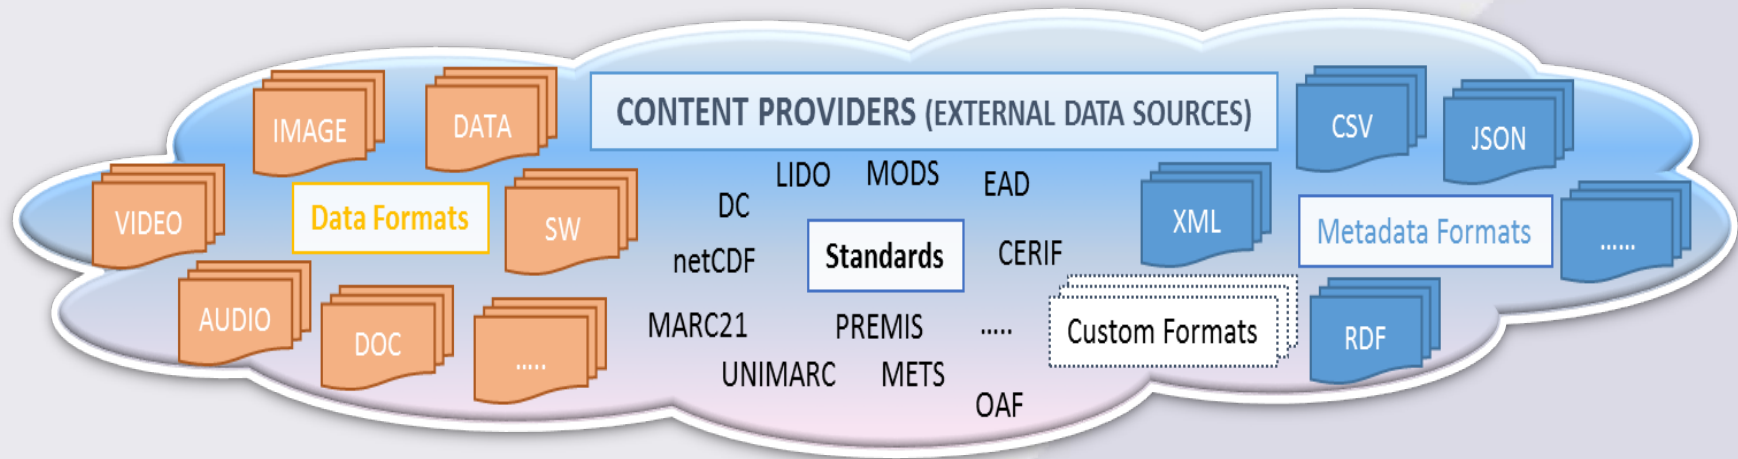 CONTENT PROVIDERS (EXTERNAL DATA SOURCES)
IMAGE
DATA
VIDEO
Data Formats
SW
AUDIO
DOC
.....
LIDO
MODS
EAD
DC
netCDF
Standards
CERIF
MARC21
PREMIS
.....
UNIMARC
METS
OAF
CSV
JSON
XML
Metadata Formats
......
Custom Formats
RDF